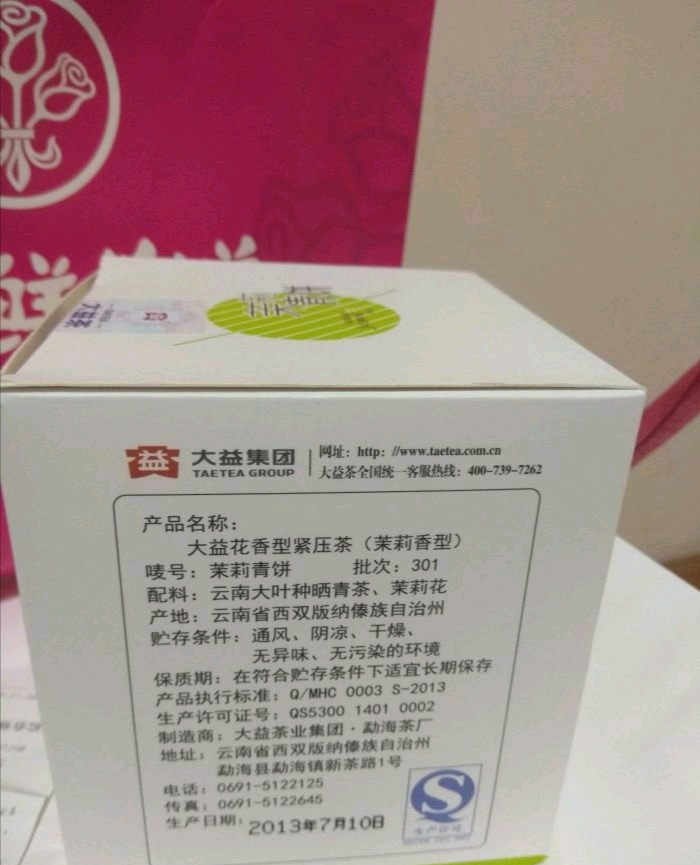 大益茶
大益集团
TAETEA GROUP
网址：http: //www.taetea.com.cn
大益茶全国统一客服热线：400-739-7262
产品名称：
大益花香型紧压茶（茉莉香型）
唛号：茉莉青饼 批次：301
配料：云南大叶种晒青茶、茉莉花
产地：云南省西双版纳傣族自治州
贮存条件：通风、阴凉、干燥、
无异味、无污染的环境
保质期：在符合贮存条件下适宜长期保存
产品执行标准：Q/MHC 0003 S-2013
生产许可证号：QS5300 1401 0002
制造商：大益茶业集团·勐海茶厂
地址：云南省西双版纳傣族自治州
勐海县勐海镇新茶路1号
电话：0691-5122125
传真：0691-5122645
生产日期：2013年7月10日
生产许可